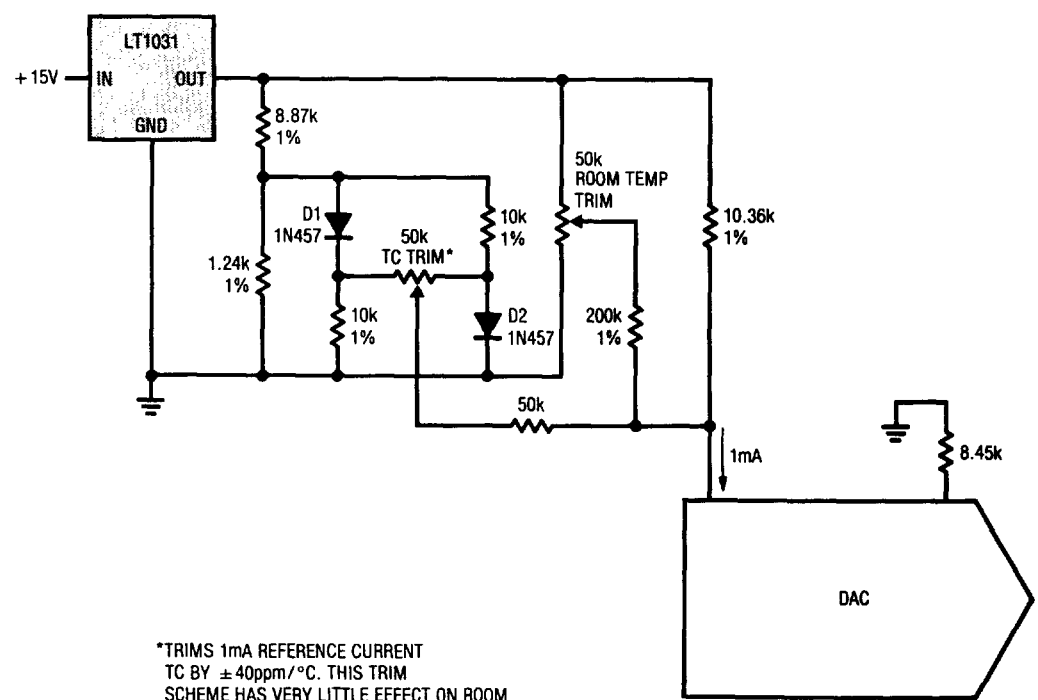 LT1031
+15V
IN
OUT
GND
8.87k
1%
D1
1N457
50k
TC TRIM*
10k
1%
50k
ROOM TEMP
TRIM
10.36k
1%
1.24k
1%
10k
1%
D2
1N457
200k
1%
50k
1mA
8.45k
DAC
*TRIMS 1mA REFERENCE CURRENT
TC BY ±40ppm/°C. THIS TRIM
SCHEME HAS VERY LITTLE EFFECT ON ROOM